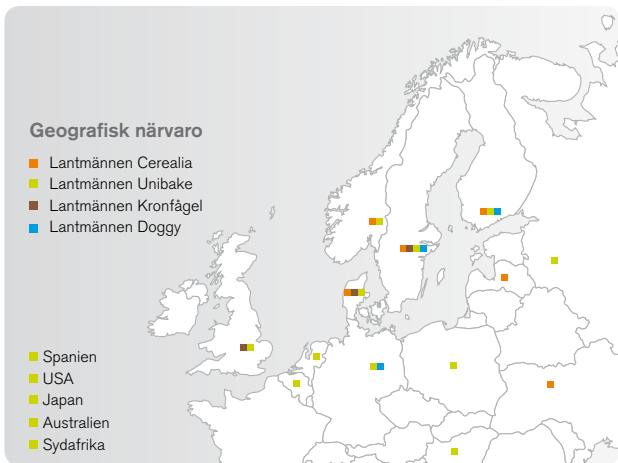 Geografisk närvaro
Lantmännen Cerealia
Lantmännen Unibake
Lantmännen Kronfågel
Lantmännen Doggy
Spanien
USA
Japan
Australien
Sydafrika